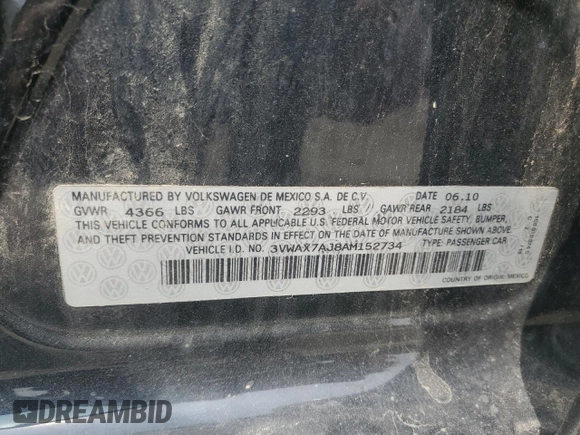 MANUFACTURED BY VOLKSWAGEN DE MEXICO S.A. DE C.V. DATE 06.10
GVWR 4366 LBS GAWR FRONT 2293 LBS GAWR REAR 2184 LBS
THIS VEHICLE CONFORMS TO ALL APPLICABLE U.S. FEDERAL MOTOR VEHICLE SAFETY, BUMPER,
AND THEFT PREVENTION STANDARDS IN EFFECT ON THE DATE OF MANUFACTURE SHOWN ABOVE.
VEHICLE I.D. NO. 3VWAX7AJ8AM152734 TYPE: PASSENGER CAR
COUNTRY OF ORIGIN: MEXICO
DREAMBID